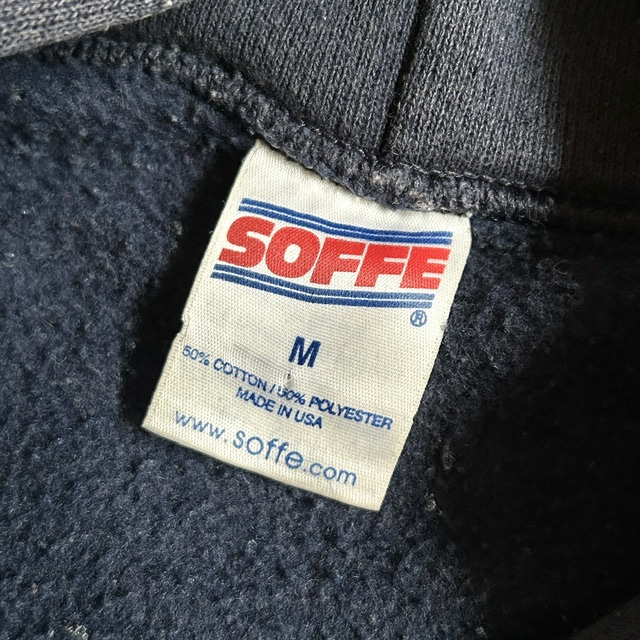 SOFFE
®
M
50% COTTON / 50% POLYESTER
MADE IN USA
www.soffe.com